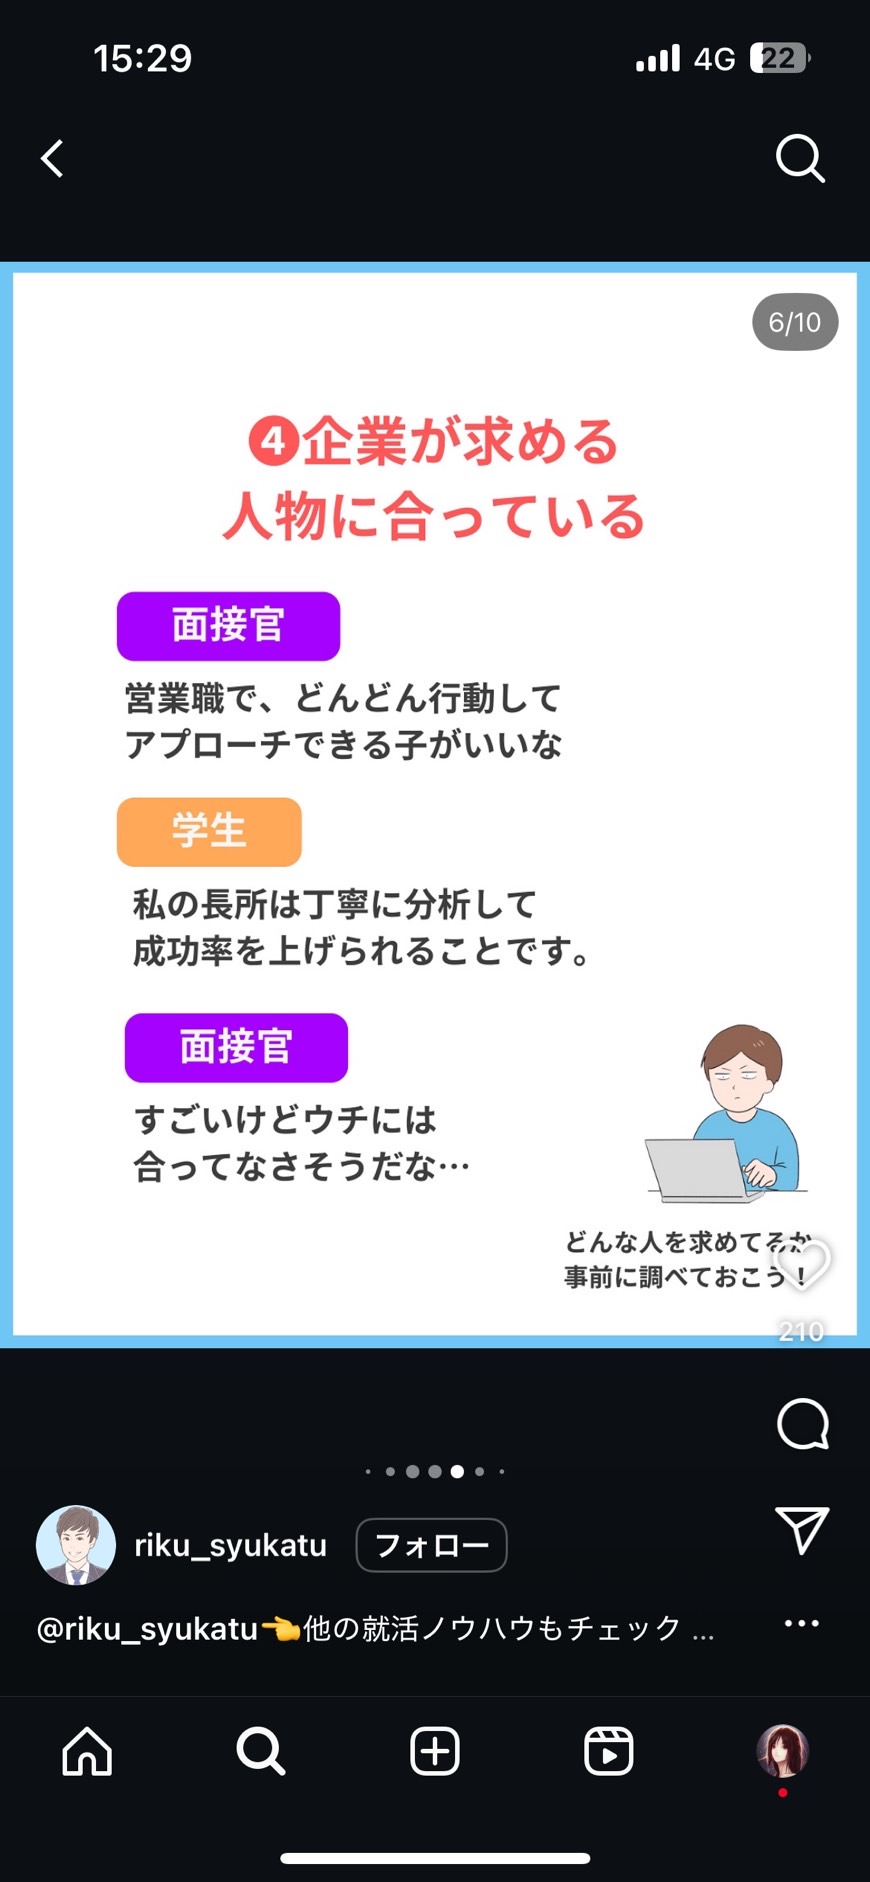 15:29
4G 22
6/10
❹企業が求める
人物に合っている
面接官
営業職で、どんどん行動して
アプローチできる子がいいな
学生
私の長所は丁寧に分析して
成功率を上げられることです。
面接官
すごいけどウチには
合ってなさそうだな…
どんな人を求めてるか
事前に調べておこう！
210
riku_syukatu フォロー
@riku_syukatu👈他の就活ノウハウもチェック ...